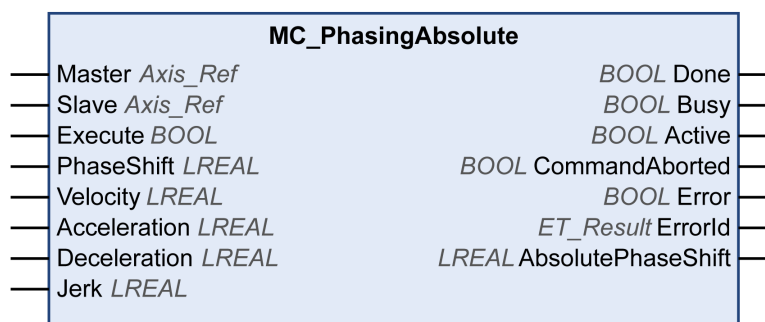 MC_PhasingAbsolute
Master Axis_Ref BOOL Done
Slave Axis_Ref BOOL Busy
Execute BOOL BOOL Active
PhaseShift LREAL BOOL CommandAborted
Velocity LREAL BOOL Error
Acceleration LREAL ET_Result ErrorId
Deceleration LREAL LREAL AbsolutePhaseShift
Jerk LREAL